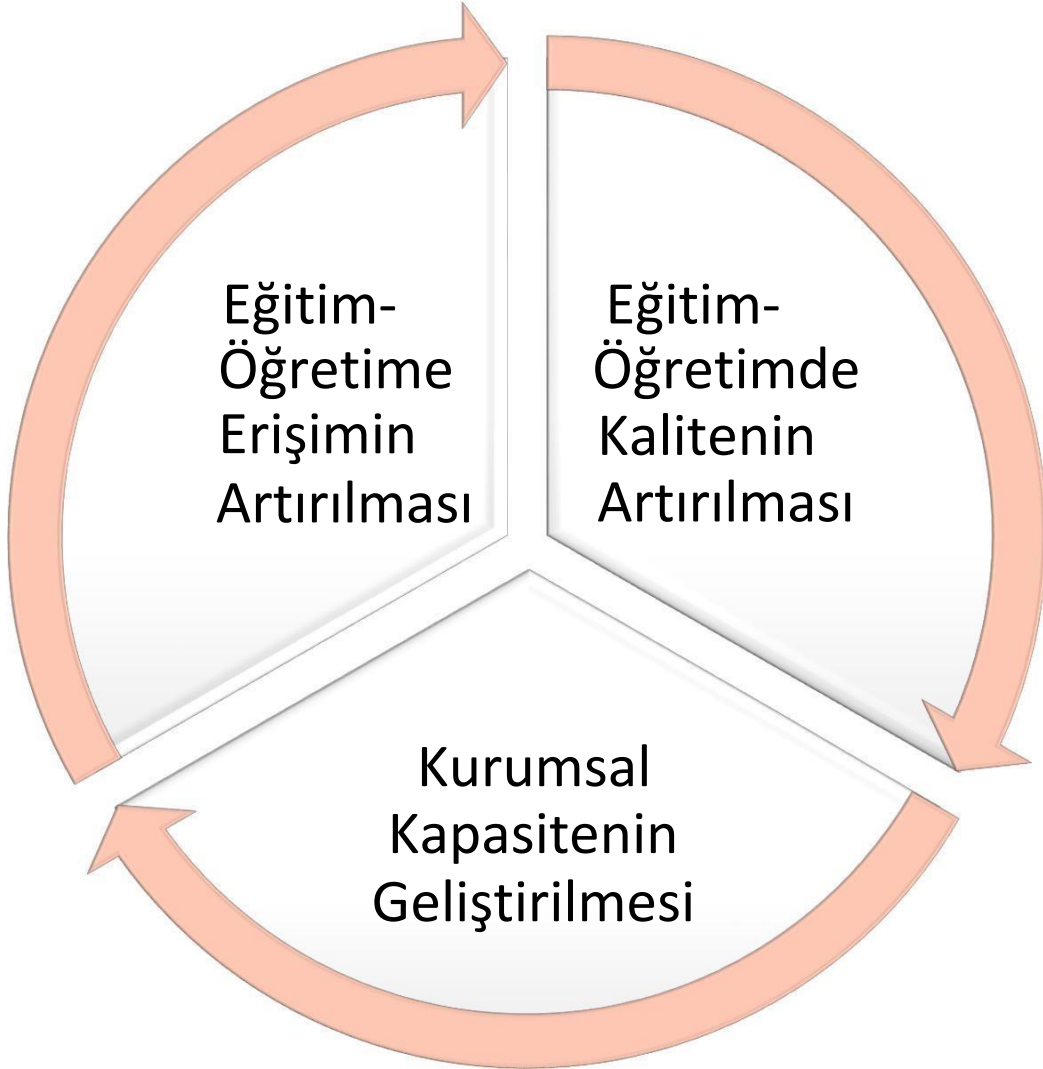 Eğitim-
Öğretime
Erişimin
Artırılması
Eğitim-
Öğretimde
Kalitenin
Artırılması
Kurumsal
Kapasitenin
Geliştirilmesi